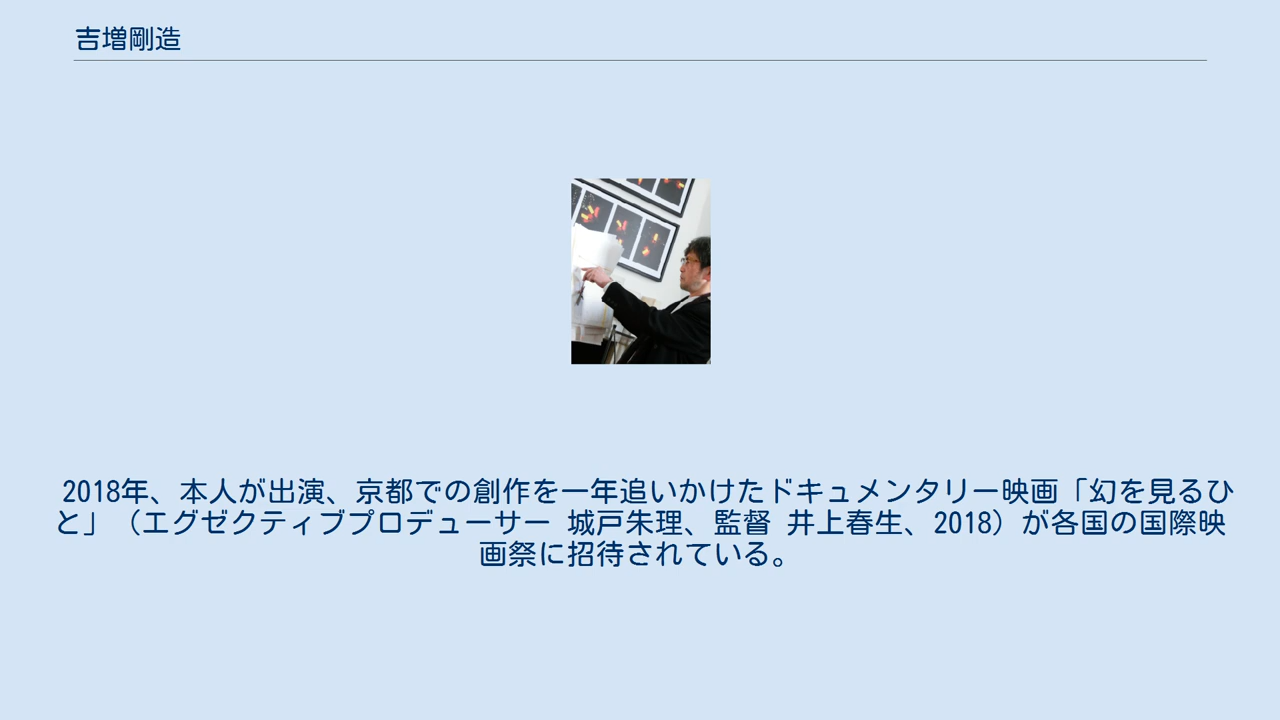 吉増剛造
2018年、本人が出演、京都での創作を一年追いかけたドキュメンタリー映画「幻を見るひ
と」（エグゼクティブプロデューサー 城戸朱理、監督 井上春生、2018）が各国の国際映
画祭に招待されている。